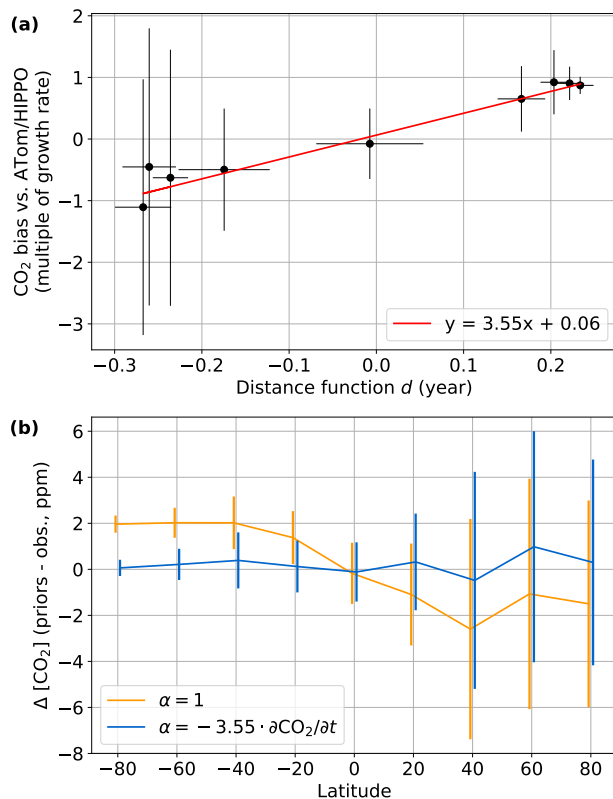 (a)
2
1
0
−1
−2
−3
CO₂ bias vs. ATom/HIPPO
(multiple of growth rate)
y = 3.55x + 0.06
−0.3 −0.2 −0.1 0.0 0.1 0.2
Distance function d (year)
(b)
6
4
2
0
−2
−4
−6
−8
Δ [CO₂] (priors - obs., ppm)
α = 1
α = − 3.55 · ∂CO₂/∂t
−80 −60 −40 −20 0 20 40 60 80
Latitude